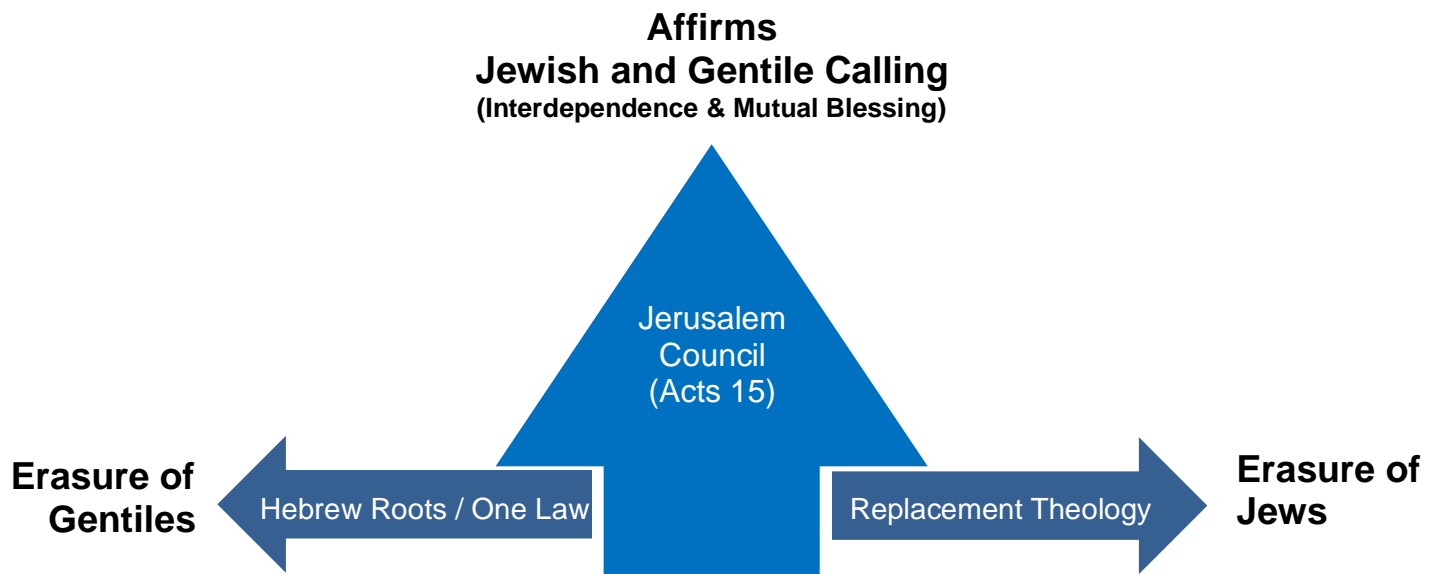 Affirms
Jewish and Gentile Calling
(Interdependence & Mutual Blessing)
Jerusalem
Council
(Acts 15)
Erasure of
Gentiles
Hebrew Roots / One Law
Replacement Theology
Erasure of
Jews